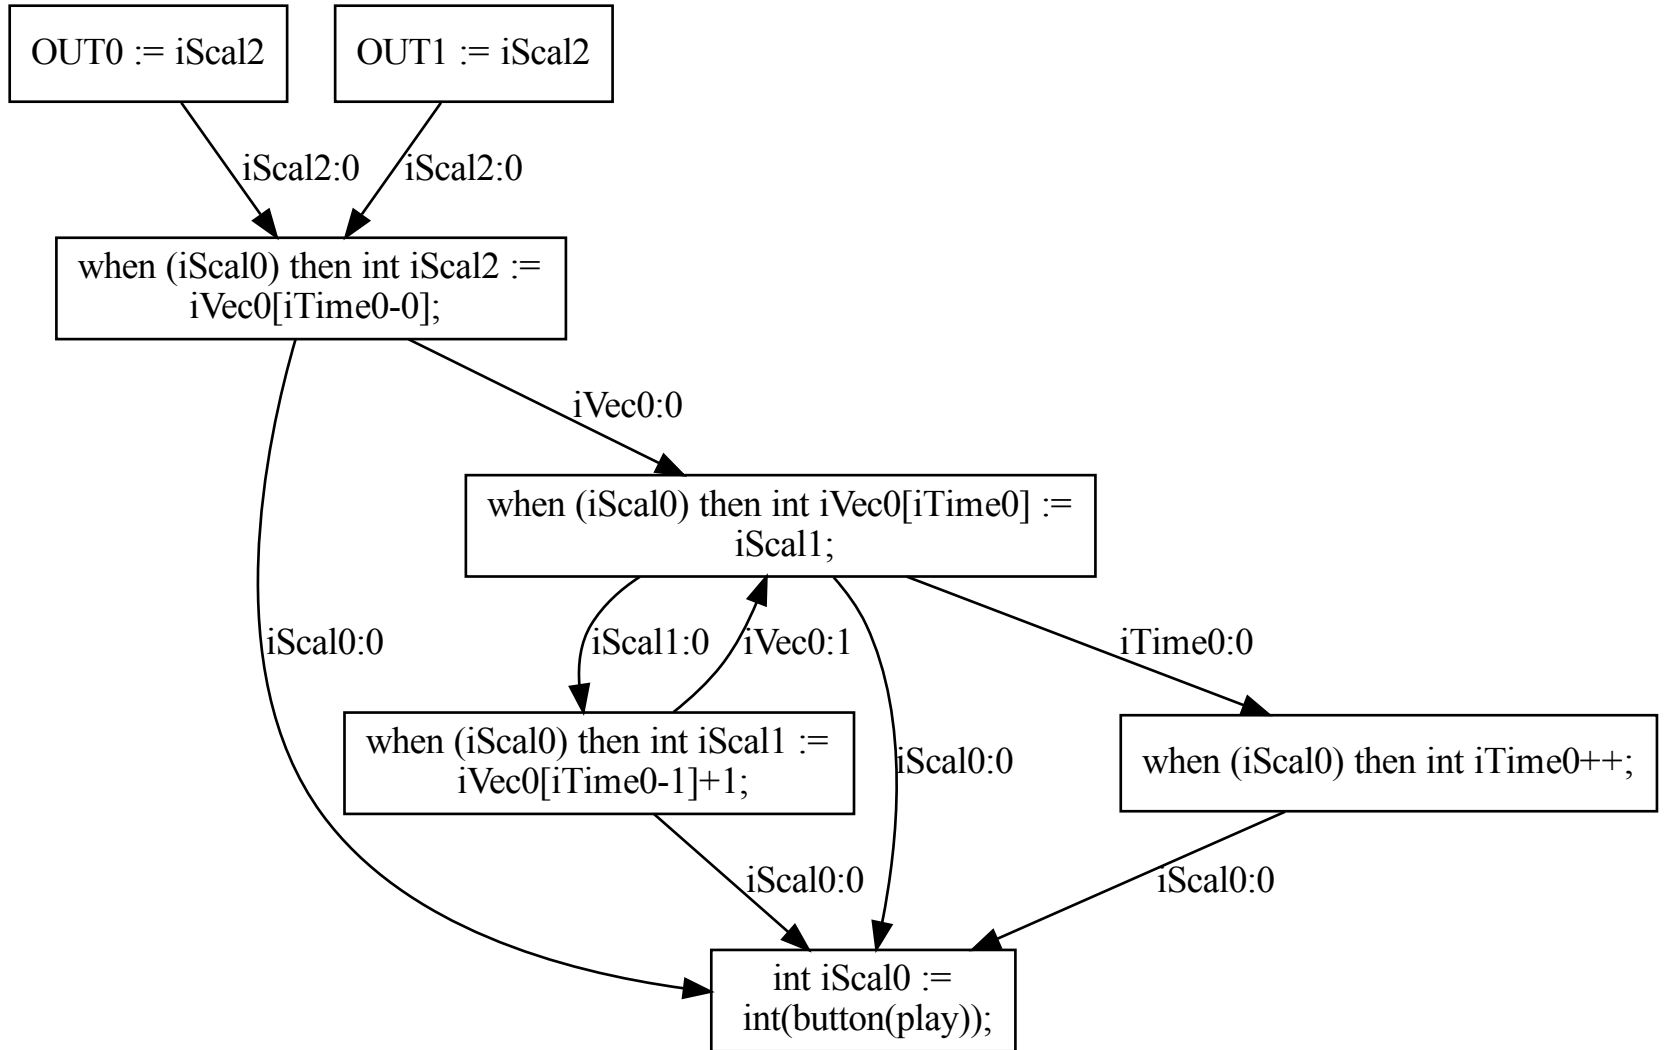 OUT0 := iScal2
OUT1 := iScal2
iScal2:0
iScal2:0
when (iScal0) then int iScal2 :=
iVec0[iTime0-0];
iVec0:0
when (iScal0) then int iVec0[iTime0] :=
iScal1;
iScal0:0
iScal1:0
iVec0:1
iTime0:0
when (iScal0) then int iScal1 :=
iVec0[iTime0-1]+1;
iScal0:0
when (iScal0) then int iTime0++;
iScal0:0
iScal0:0
int iScal0 :=
int(button(play));